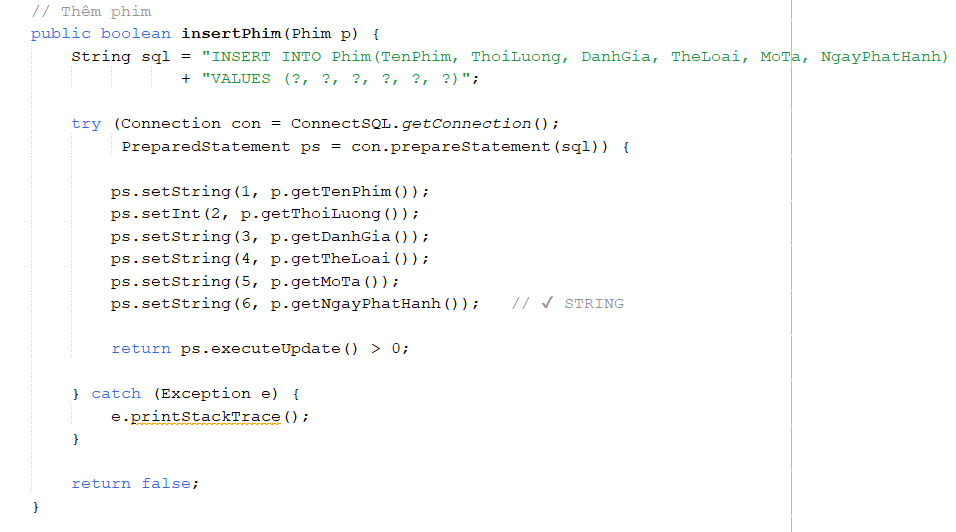 // Thêm phim
public boolean insertPhim(Phim p) {
    String sql = "INSERT INTO Phim(TenPhim, ThoiLuong, DanhGia, TheLoai, MoTa, NgayPhatHanh)
               + "VALUES (?, ?, ?, ?, ?, ?)";
    try (Connection con = ConnectSQL.getConnection();
         PreparedStatement ps = con.prepareStatement(sql)) {
        ps.setString(1, p.getTenPhim());
        ps.setInt(2, p.getThoiLuong());
        ps.setString(3, p.getDanhGia());
        ps.setString(4, p.getTheLoai());
        ps.setString(5, p.getMoTa());
        ps.setString(6, p.getNgayPhatHanh());   // ✔ STRING
        return ps.executeUpdate() > 0;
    } catch (Exception e) {
        e.printStackTrace();
    }
    return false;
}